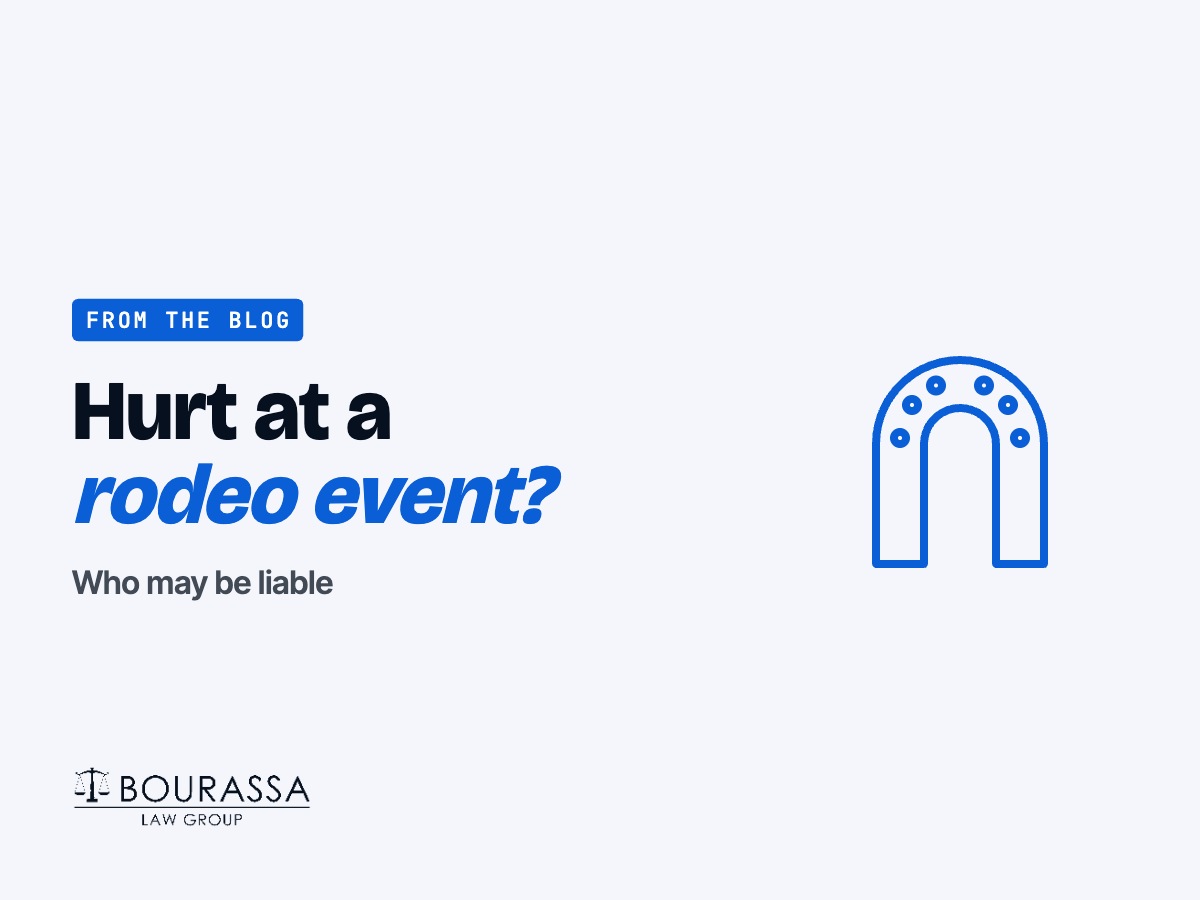 FROM THE BLOG
Hurt at a
rodeo event?
Who may be liable
BOURASSA
LAW GROUP